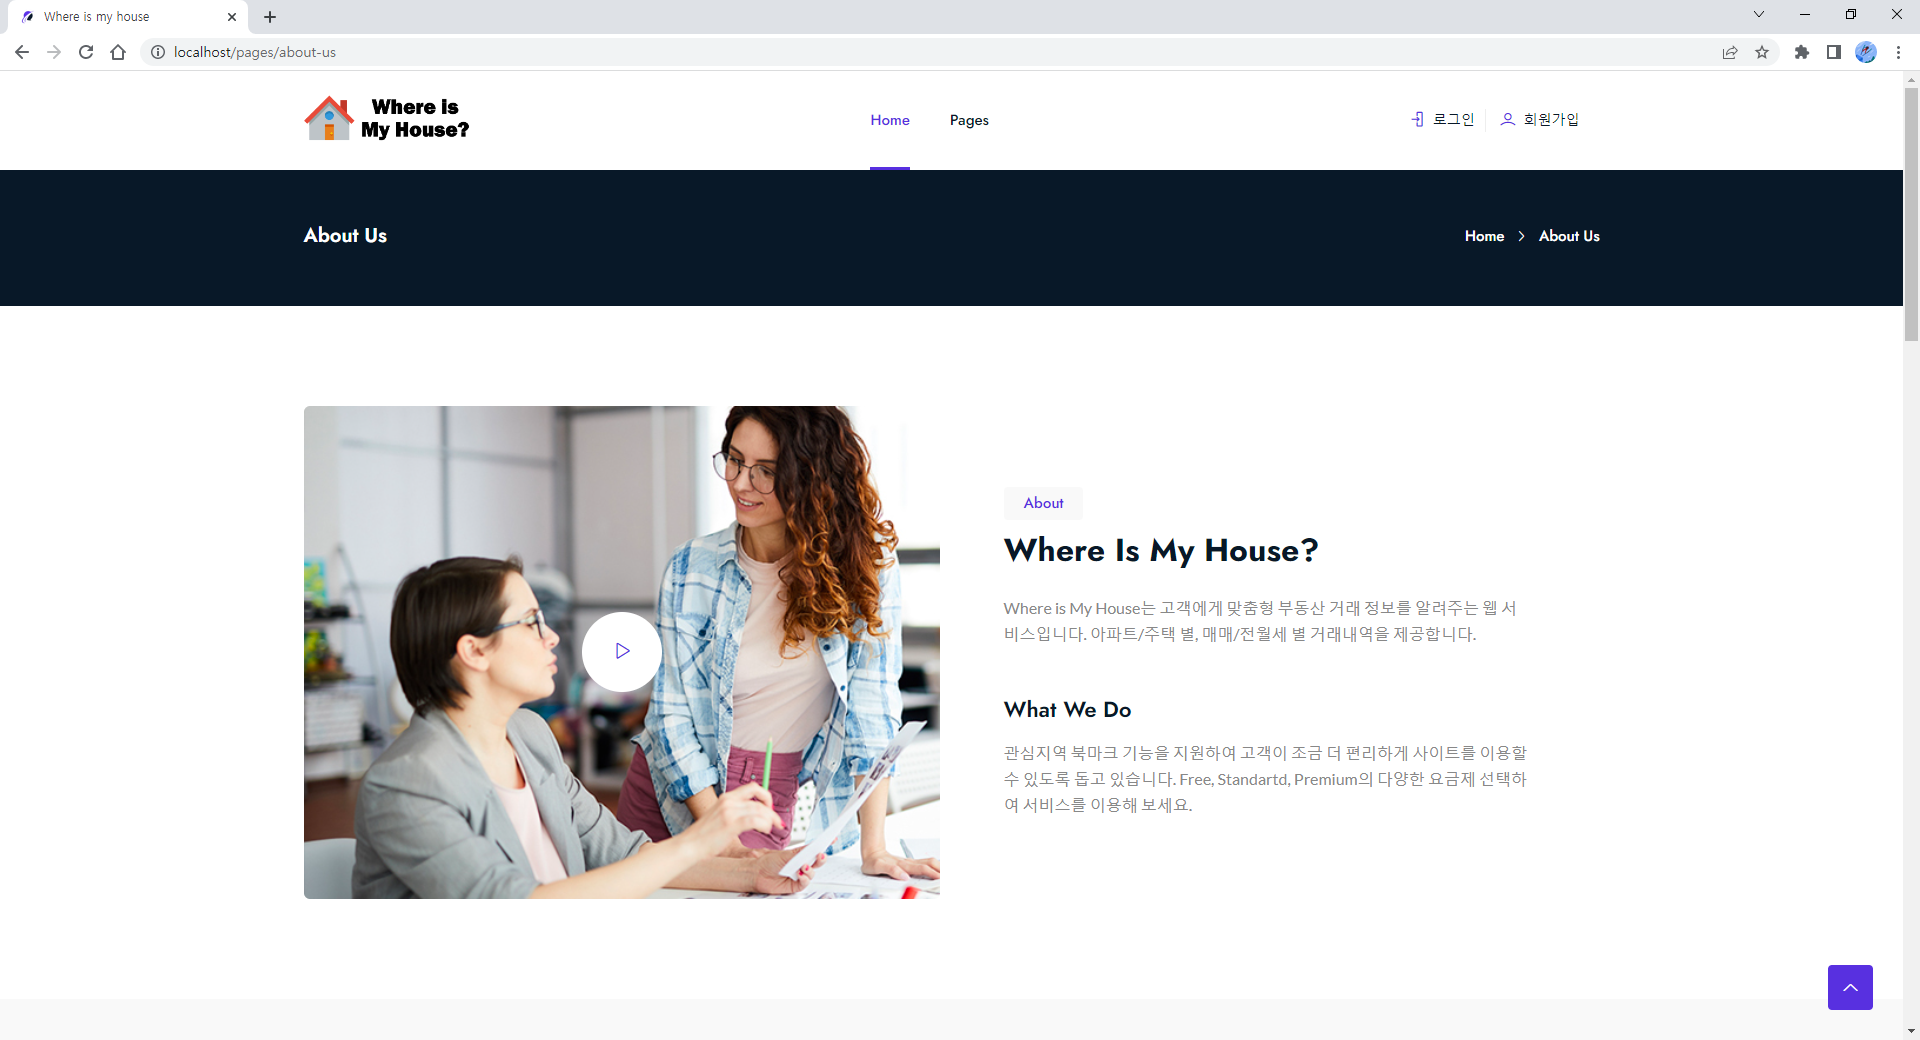 Where is my house
localhost/pages/about-us
Where is
My House?
Home
Pages
로그인
회원가입
About Us
Home
About Us
About
Where Is My House?
Where is My House는 고객에게 맞춤형 부동산 거래 정보를 알려주는 웹 서
비스입니다. 아파트/주택 별, 매매/전월세 별 거래내역을 제공합니다.
What We Do
관심지역 북마크 기능을 지원하여 고객이 조금 더 편리하게 사이트를 이용할
수 있도록 돕고 있습니다. Free, Standartd, Premium의 다양한 요금제 선택하
여 서비스를 이용해 보세요.